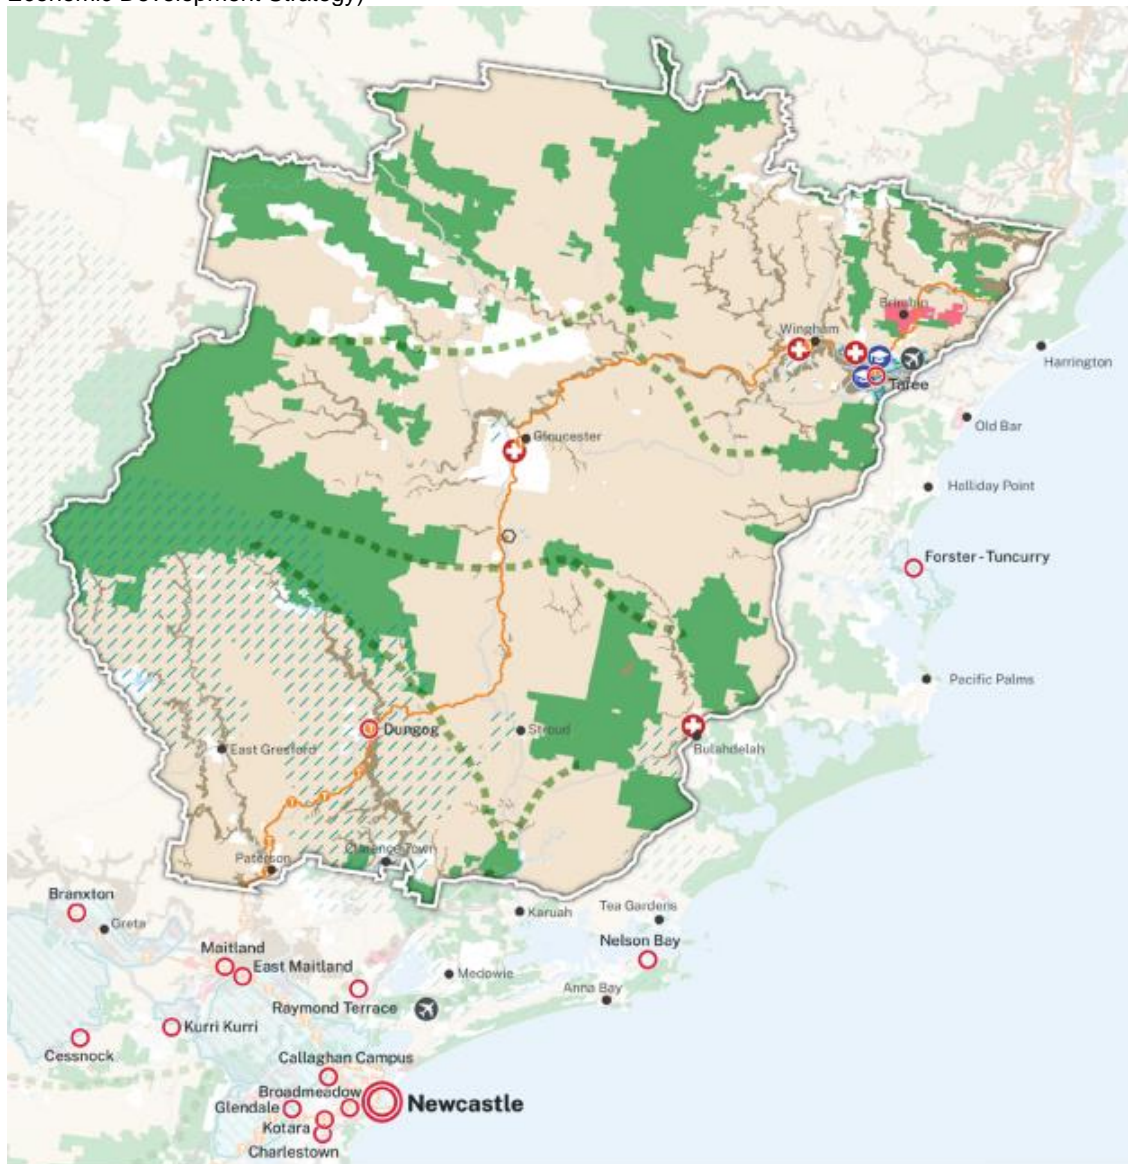 Economic Development Strategy)
Brimbin
Wingham
Taree
Harrington
Old Bar
Gloucester
Halliday Point
Forster - Tuncurry
Pacific Palms
Dungog
Stroud
East Gresford
Bulahdelah
Clarence Town
Paterson
Branxton
Greta
Karuah
Tea Gardens
Nelson Bay
Maitland
East Maitland
Medowie
Anna Bay
Raymond Terrace
Kurri Kurri
Cessnock
Callaghan Campus
Broadmeadow
Glendale
Newcastle
Kotara
Charlestown